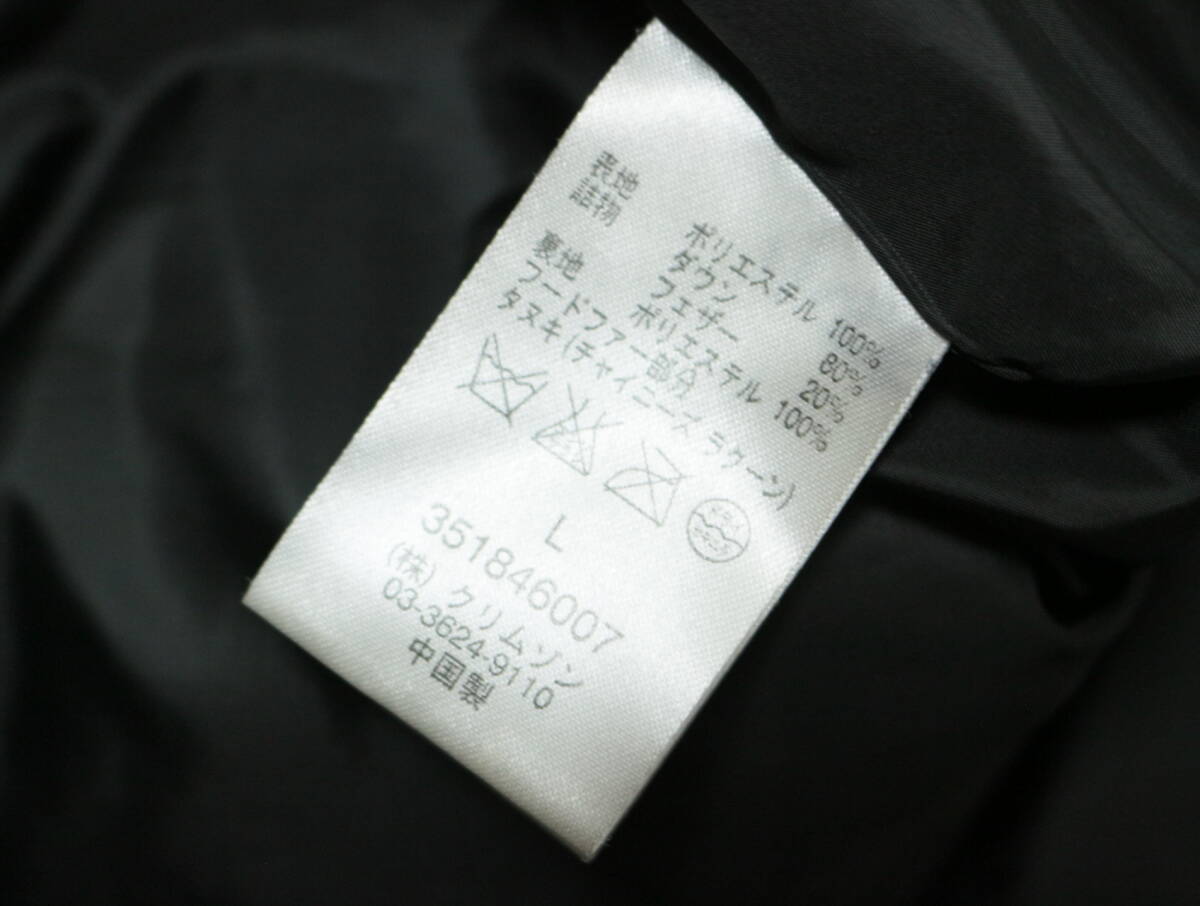 表地 ポリエステル 100%
詰物 ダウン 80%
フェザー 20%
裏地 ポリエステル 100%
フードファー部分
タヌキ(チャイニーズ ラクーン)
L
351846007
(株) クリムゾン
03-3624-9110
中国製